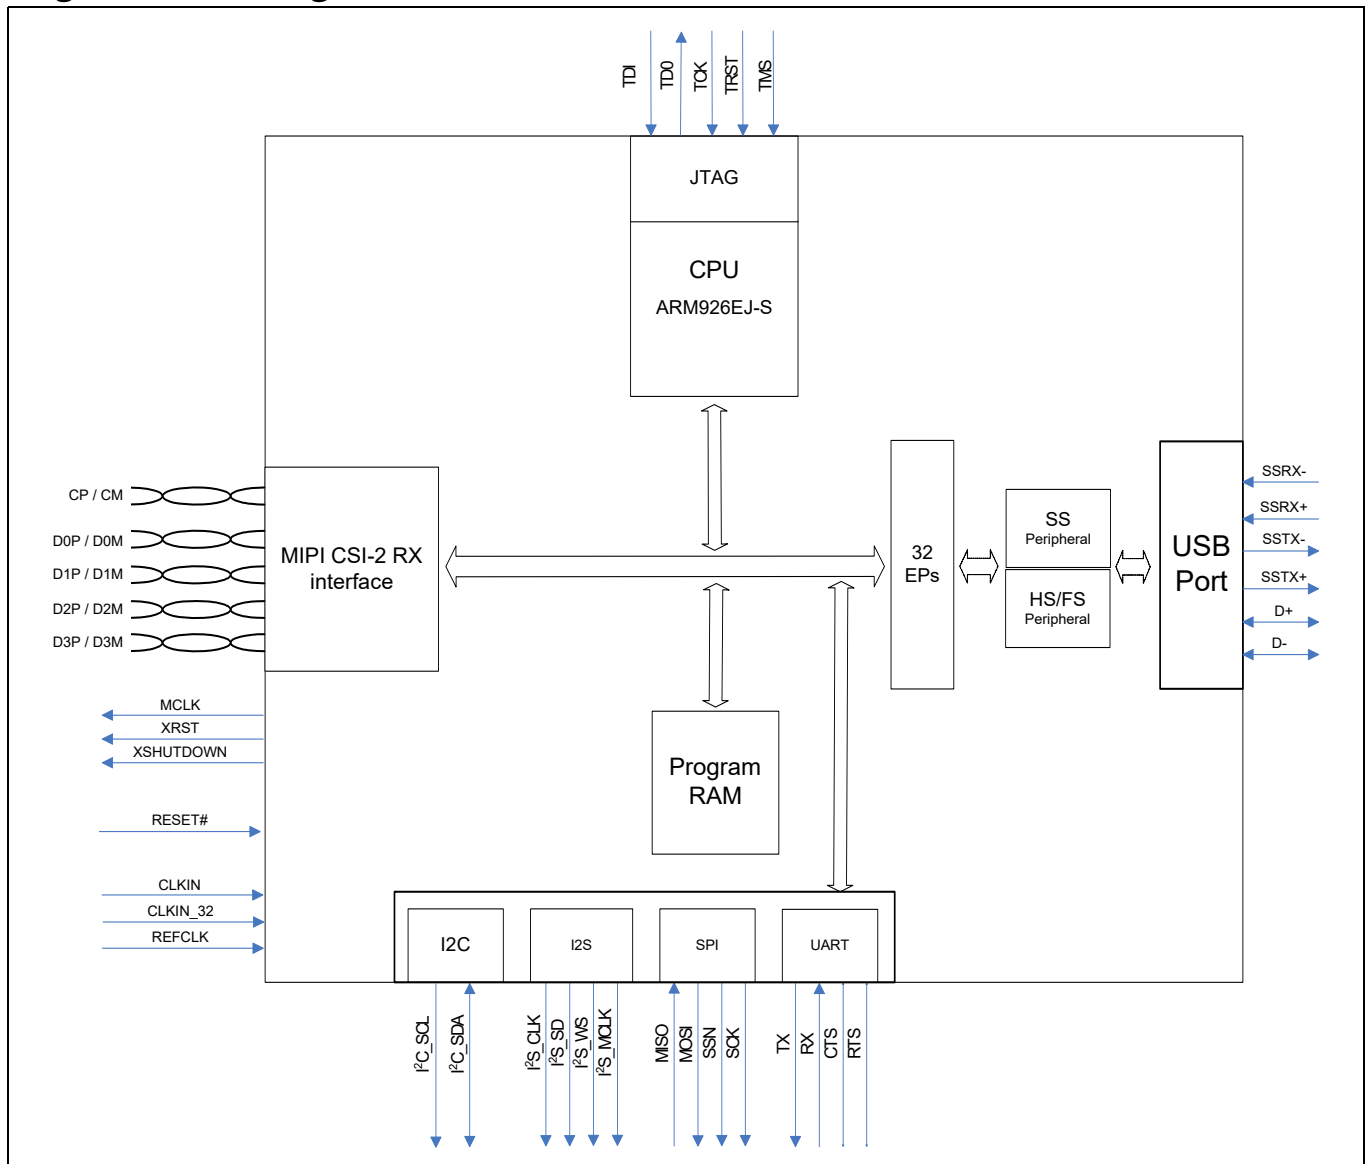 TDI
TD0
TCK
TRST
TMS
JTAG
CPU
ARM926EJ-S
CP / CM
D0P / D0M
D1P / D1M
D2P / D2M
D3P / D3M
MIPI CSI-2 RX
interface
32
EPs
SS
Peripheral
HS/FS
Peripheral
USB
Port
SSRX-
SSRX+
SSTX-
SSTX+
D+
D-
MCLK
XRST
XSHUTDOWN
RESET#
CLKIN
CLKIN_32
REFCLK
Program
RAM
I2C
I2S
SPI
UART
I²C_SCL
I²C_SDA
I²S_CLK
I²S_SD
I²S_WS
I²S_MCLK
MISO
MOSI
SSN
SCK
TX
RX
CTS
RTS